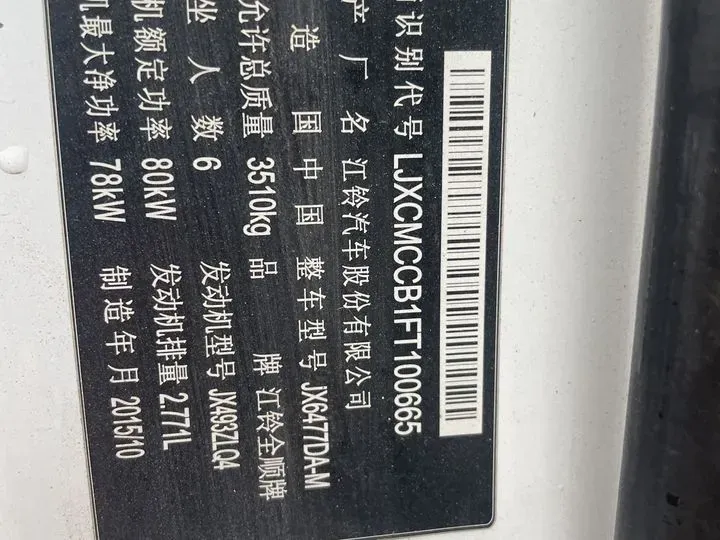 识别代号 LJXCMCCB1FT100665
产厂名 江铃汽车股份有限公司
造国 中国 整车型号 JX6477DA-M
允许总质量 3510kg 品牌 江铃全顺牌
坐人数 6 发动机型号 JX493ZLQ4
机额定功率 80kW 发动机排量 2.771L
机最大净功率 78kW 制造年月 2015/10